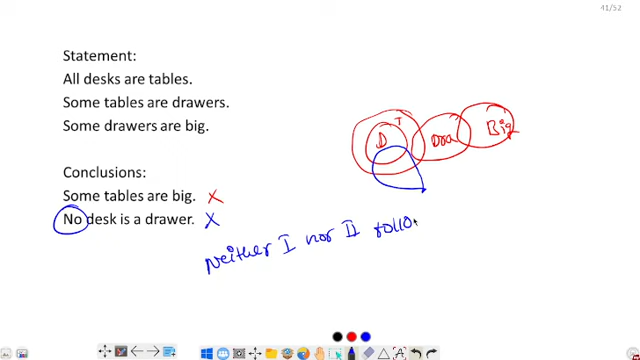 41/52
Statement:
All desks are tables.
Some tables are drawers.
Some drawers are big.
Conclusions:
Some tables are big. X
No desk is a drawer. X
D
T
Dra
Big
Neither I nor II follo